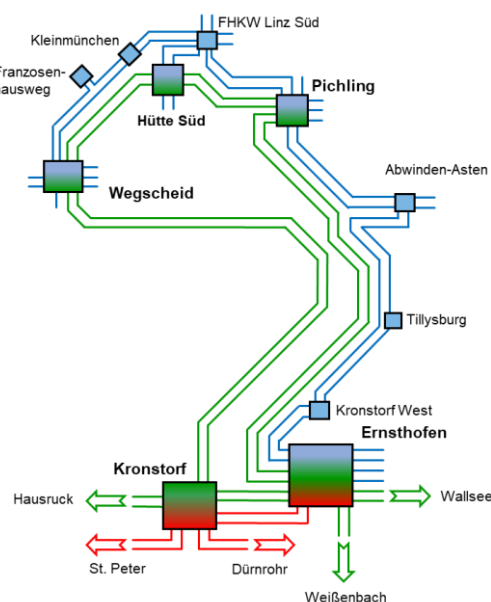 FHKW Linz Süd
Kleinmünchen
Franzosen-
hausweg
Pichling
Hütte Süd
Abwinden-Asten
Wegscheid
Tillysburg
Kronstorf West
Ernsthofen
Kronstorf
Hausruck
Wallsee
St. Peter
Dürnrohr
Weißenbach